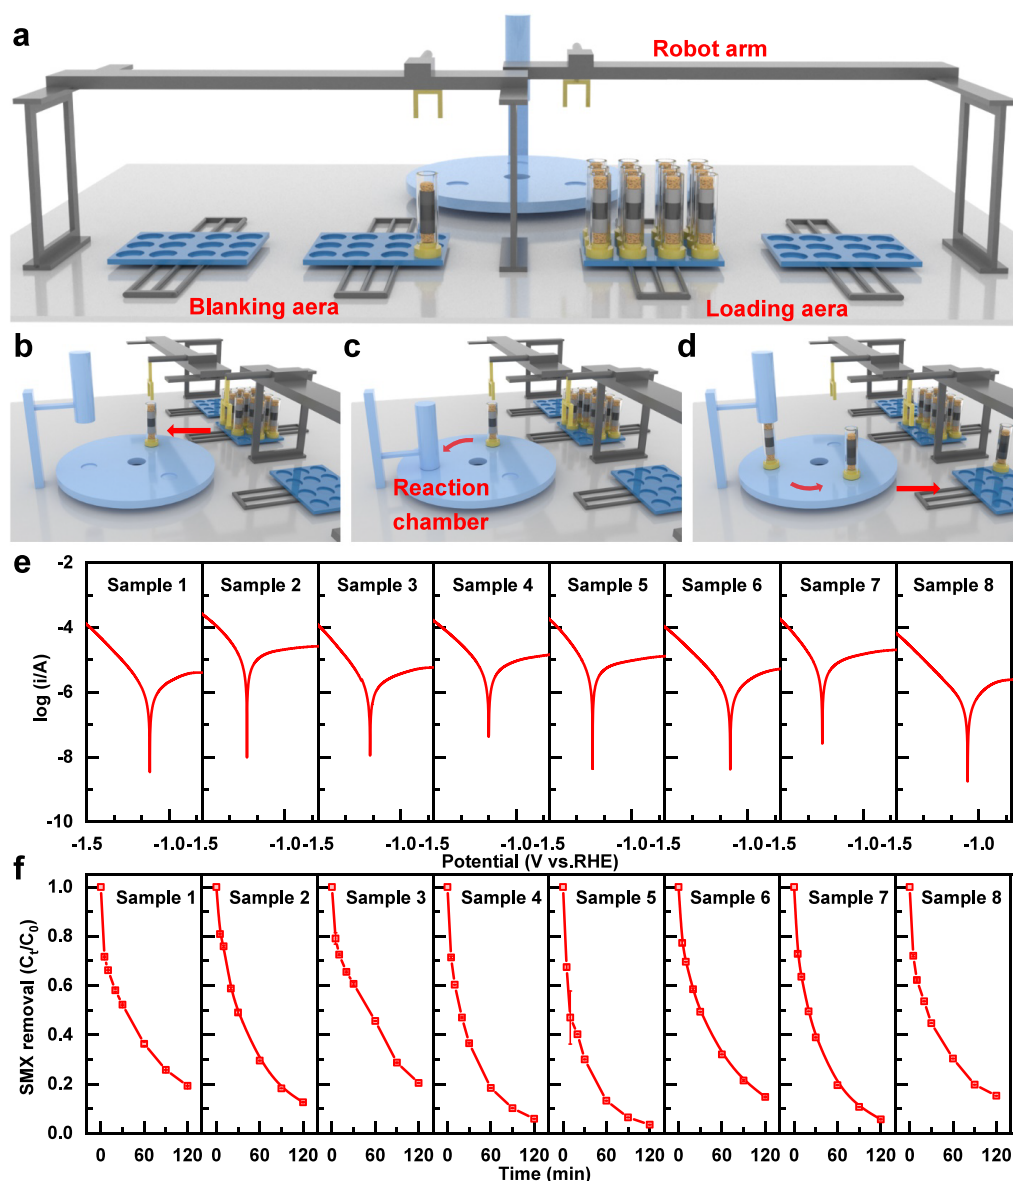 a
Robot arm
Blanking aera
Loading aera
b
c
d
Reaction
chamber
e
-2
-4
-6
-8
-10
log (i/A)
Sample 1
Sample 2
Sample 3
Sample 4
Sample 5
Sample 6
Sample 7
Sample 8
-1.5
-1.0
-1.5
-1.0
-1.5
-1.0
-1.5
-1.0
-1.5
-1.0
-1.5
-1.0
-1.5
-1.0
-1.5
-1.0
Potential (V vs.RHE)
f
1.0
0.8
0.6
0.4
0.2
0.0
SMX removal (Cₜ/C₀)
Sample 1
Sample 2
Sample 3
Sample 4
Sample 5
Sample 6
Sample 7
Sample 8
0 60 120
0 60 120
0 60 120
0 60 120
0 60 120
0 60 120
0 60 120
0 60 120
Time (min)